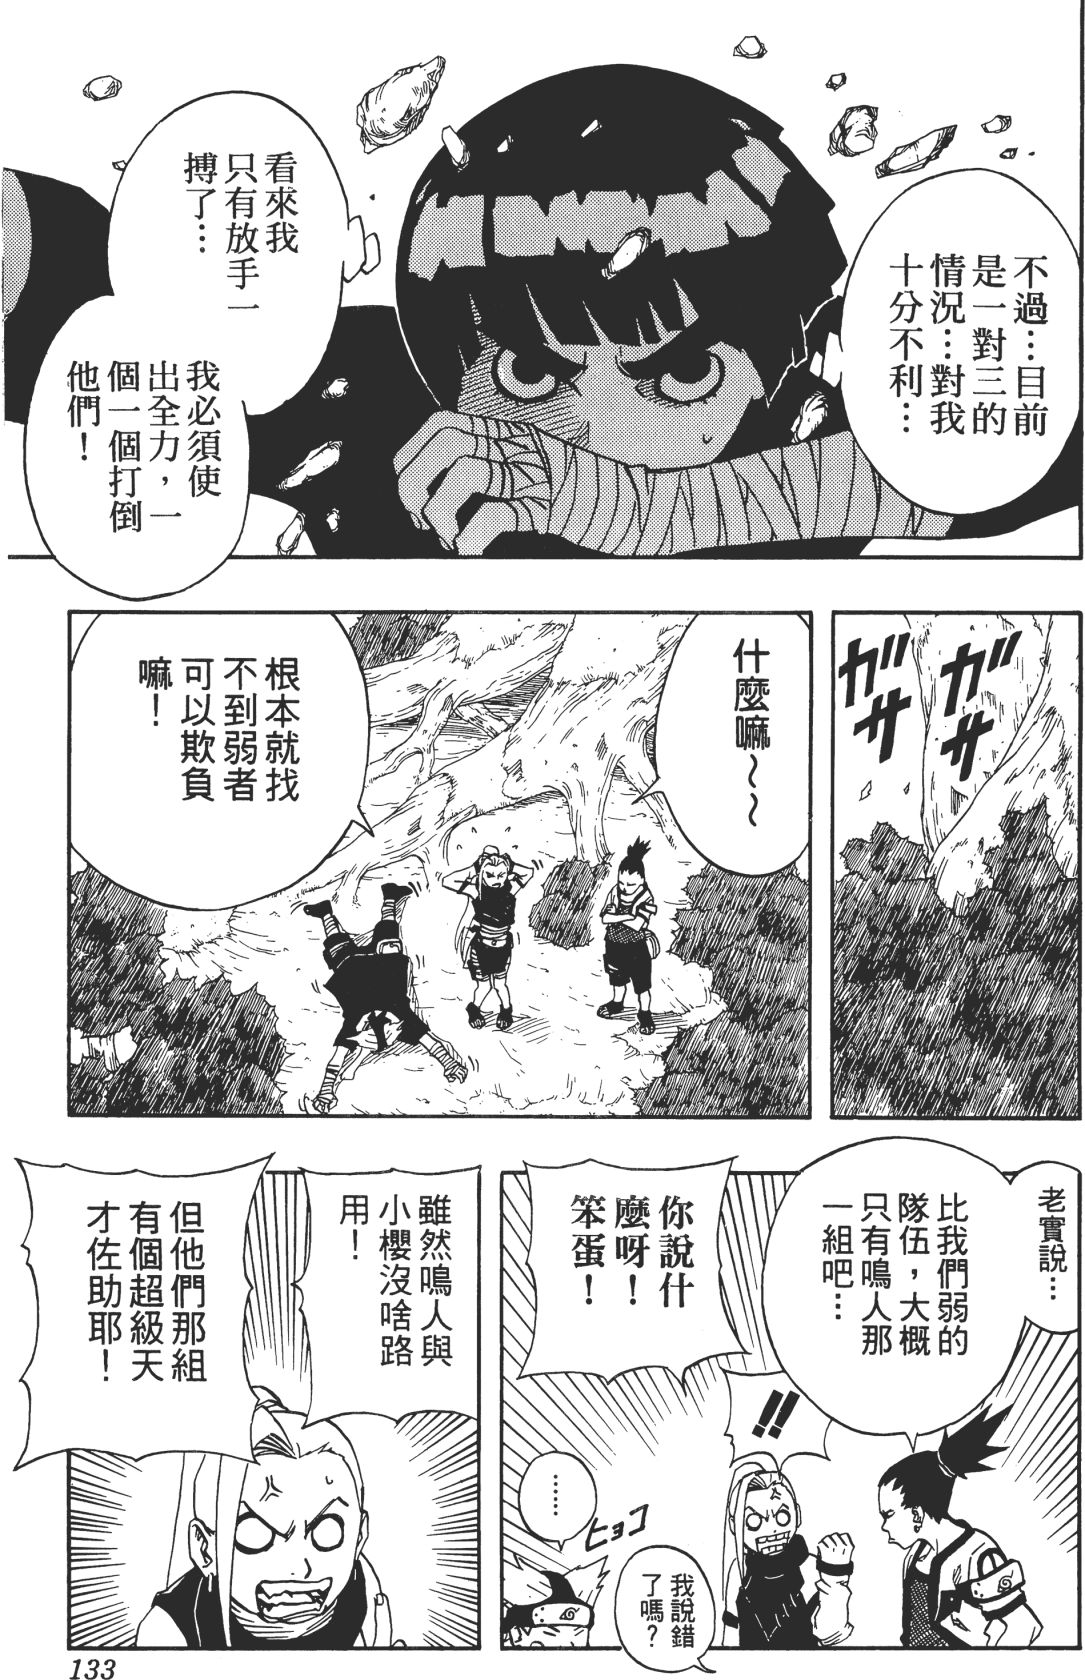 不過…目前
是一對三的
情況…對我
十分不利…
看來我
只有放手一
搏了…
我必須使
出全力，一
個一個打倒
他們！
ガサ
ガサ
什麼嘛～～
根本就找
不到弱者
可以欺負
嘛！
老實說…
比我們弱的
隊伍，大概
只有鳴人那
一組吧…
!!
你說什
麼呀！
笨蛋！
……
ヒョコ
我說錯
了嗎？
雖然鳴人與
小櫻沒啥路
用！
但他們那組
有個超級天
才佐助耶！
133